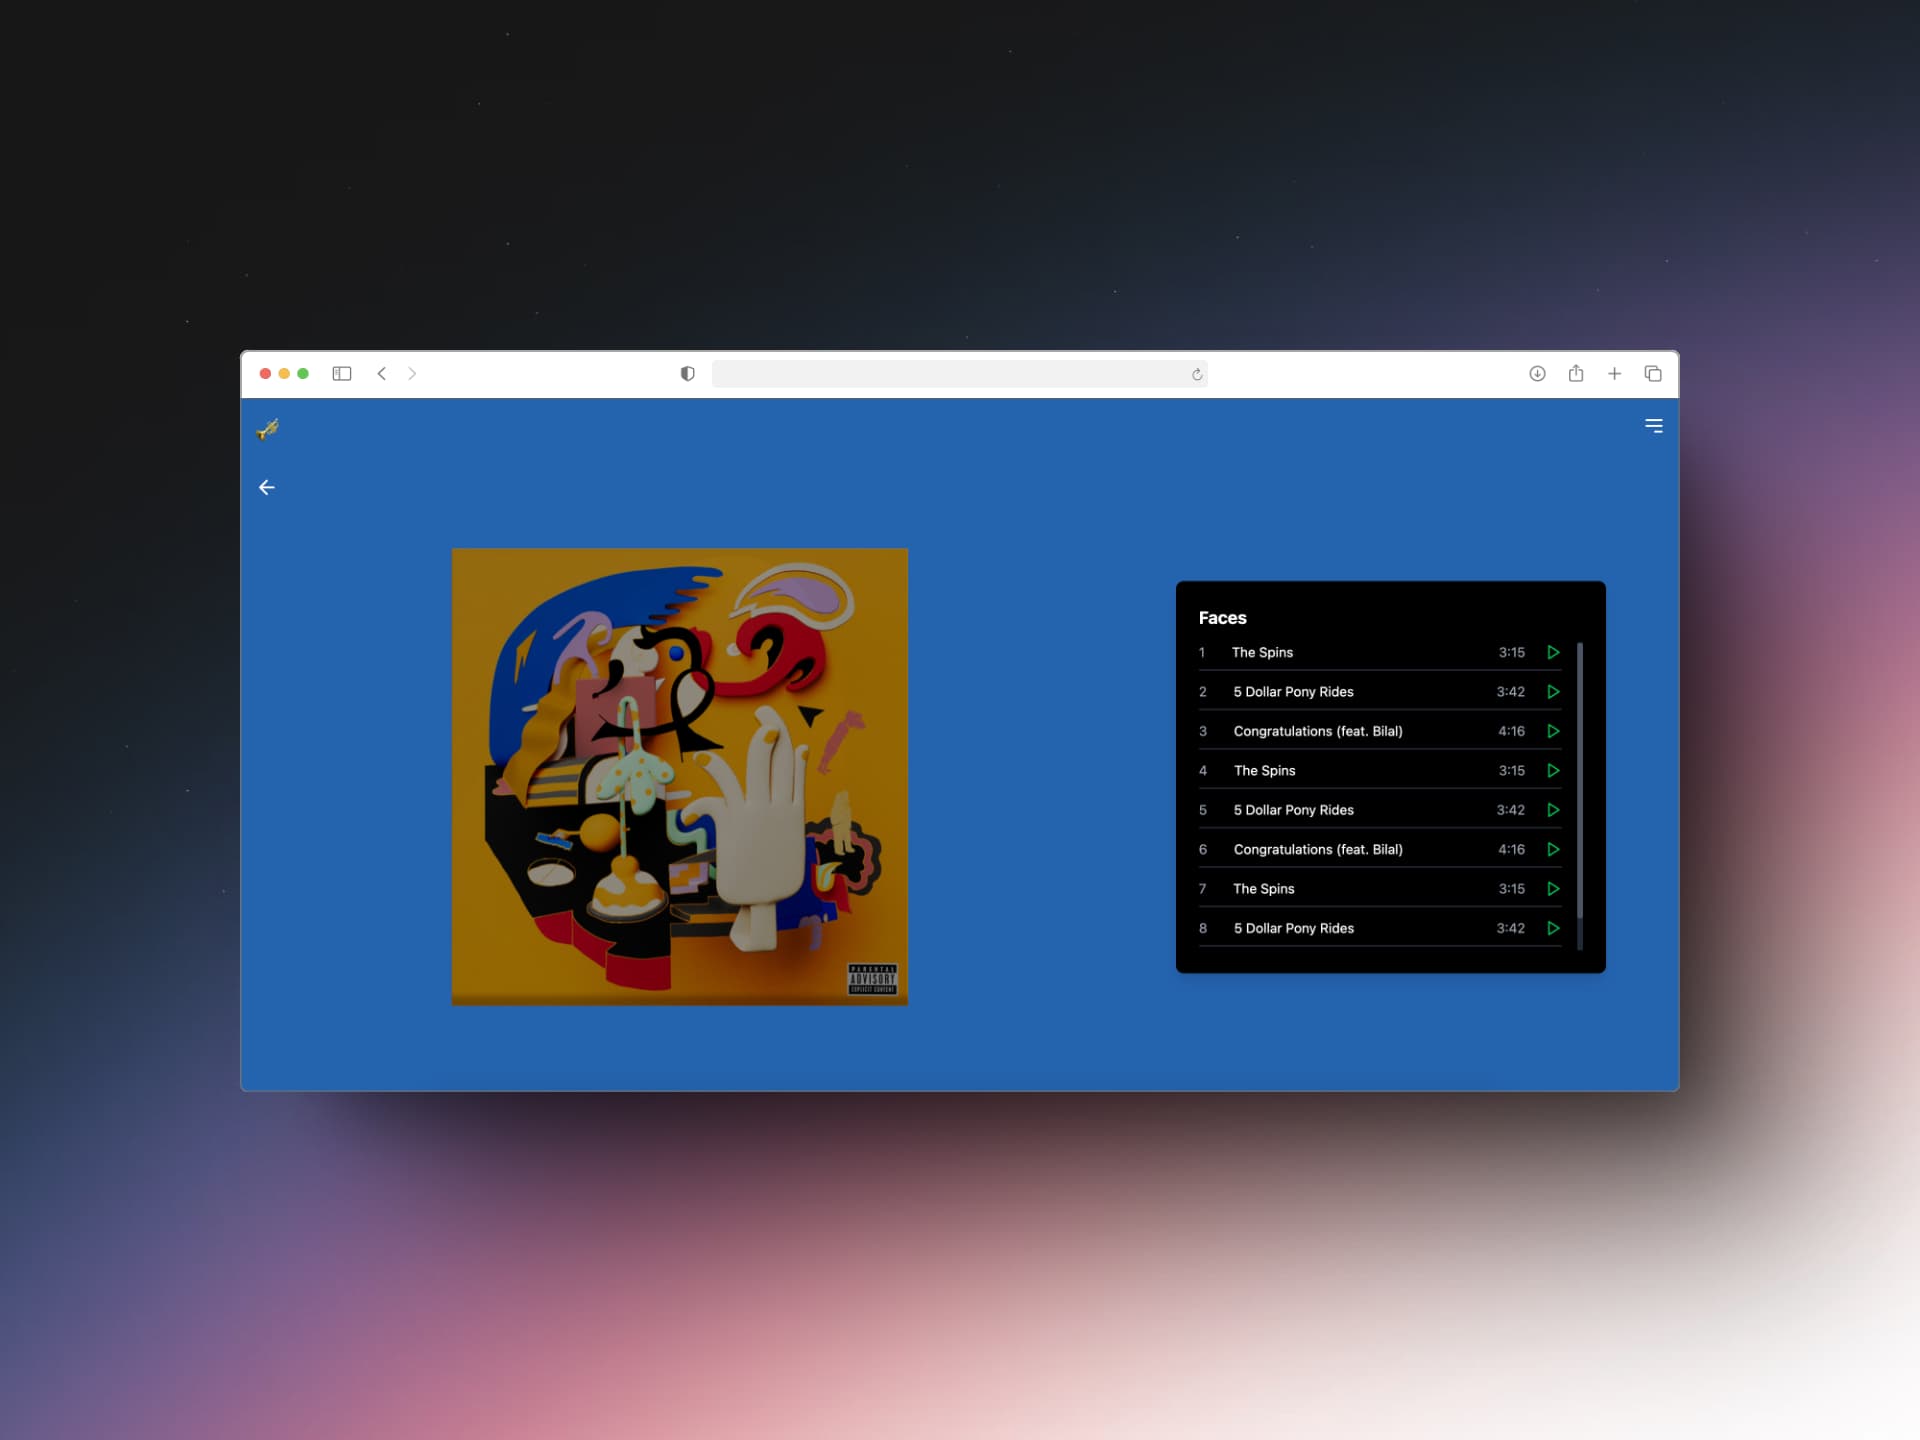 Faces
1 The Spins 3:15
2 5 Dollar Pony Rides 3:42
3 Congratulations (feat. Bilal) 4:16
4 The Spins 3:15
5 5 Dollar Pony Rides 3:42
6 Congratulations (feat. Bilal) 4:16
7 The Spins 3:15
8 5 Dollar Pony Rides 3:42
PARENTAL
ADVISORY
EXPLICIT CONTENT